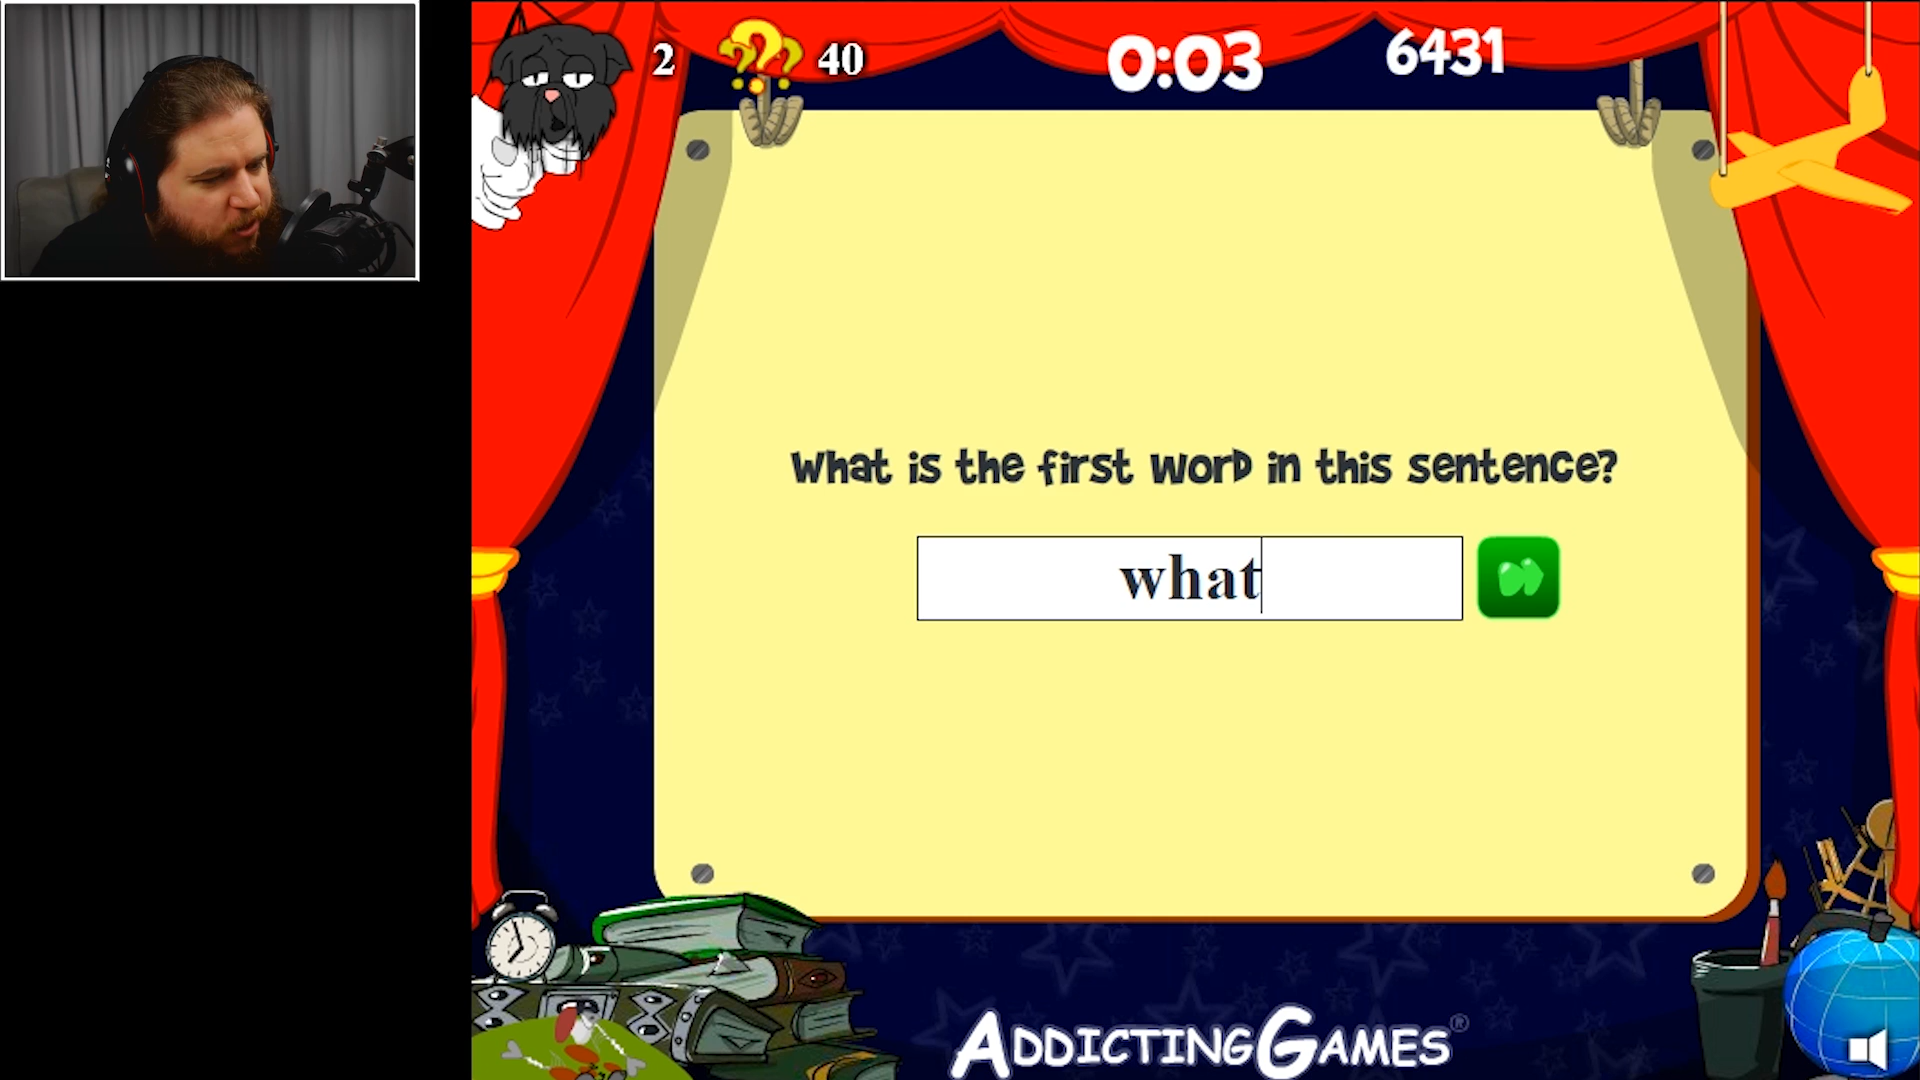 2 ??? 40 0:03 6431
What is the first word in this sentence?
what
ADDICTINGGAMES®